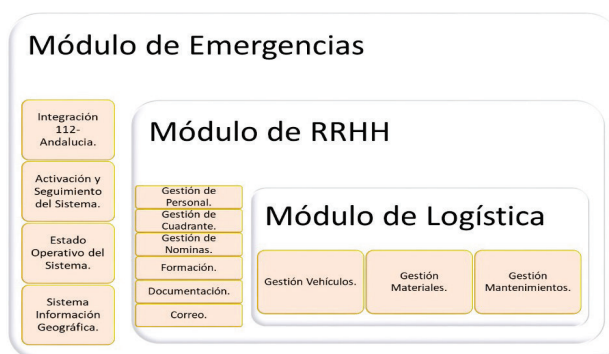 Módulo de Emergencias
Integración
112-
Andalucia.
Activación y
Seguimiento
del Sistema.
Estado
Operativo del
Sistema.
Sistema
Información
Geográfica.
Módulo de RRHH
Gestión de
Personal.
Gestión de
Cuadrante.
Gestión de
Nominas.
Formación.
Documentación.
Correo.
Módulo de Logística
Gestión Vehículos.
Gestión
Materiales.
Gestión
Mantenimientos.